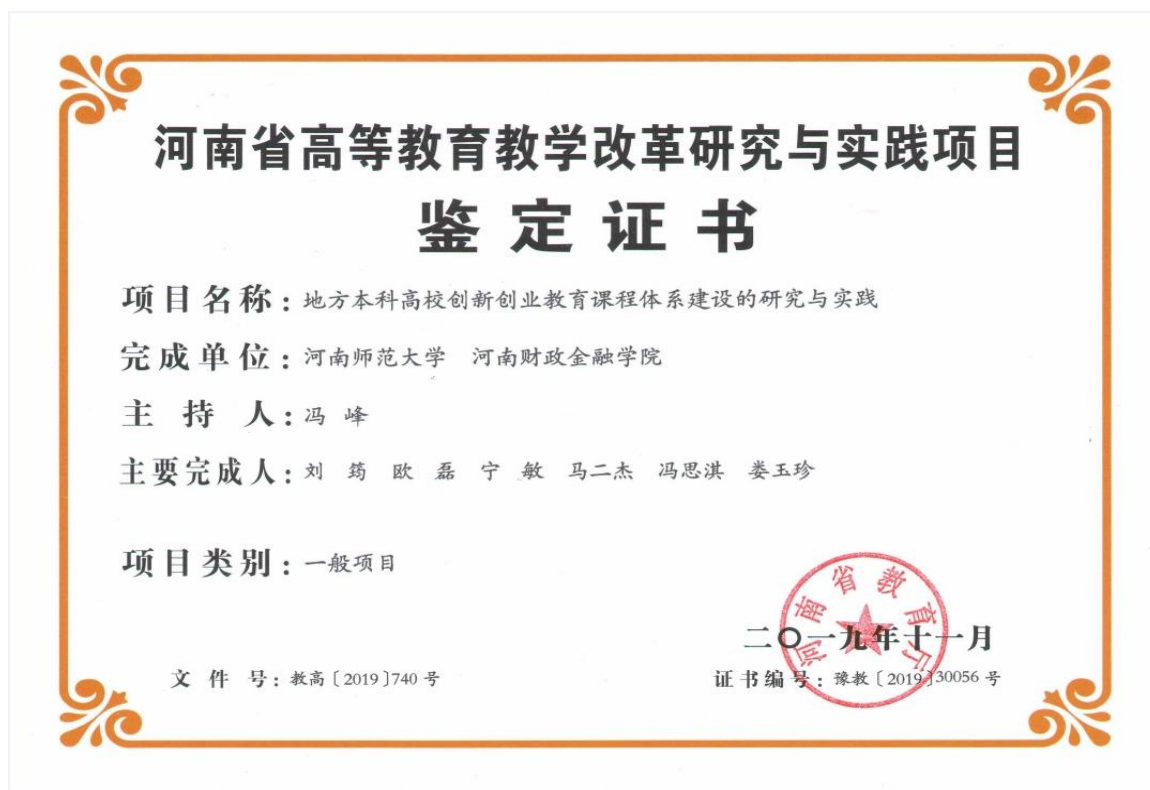 河南省高等教育教学改革研究与实践项目
鉴定证书
项目名称：地方本科高校创新创业教育课程体系建设的研究与实践
完成单位：河南师范大学 河南财政金融学院
主持人：冯 峰
主要完成人：刘 筠 欧 磊 宁 敏 马二杰 冯思淇 娄玉珍
项目类别：一般项目
河南省教育厅
二〇一九年十一月
文件号：教高〔2019〕740号
证书编号：豫教〔2019〕30056号